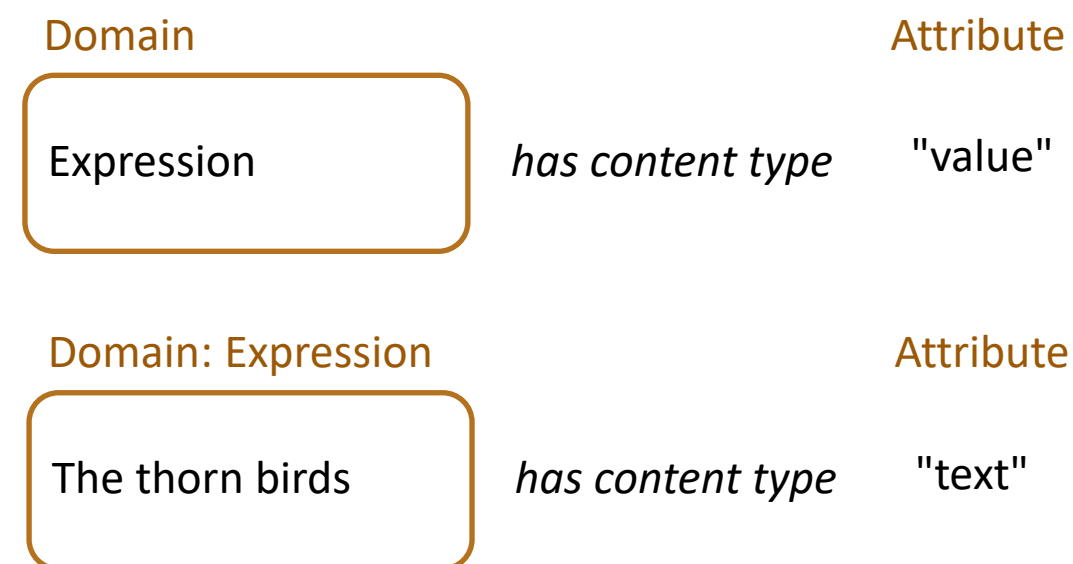 Domain Attribute
Expression has content type "value"
Domain: Expression Attribute
The thorn birds has content type "text"